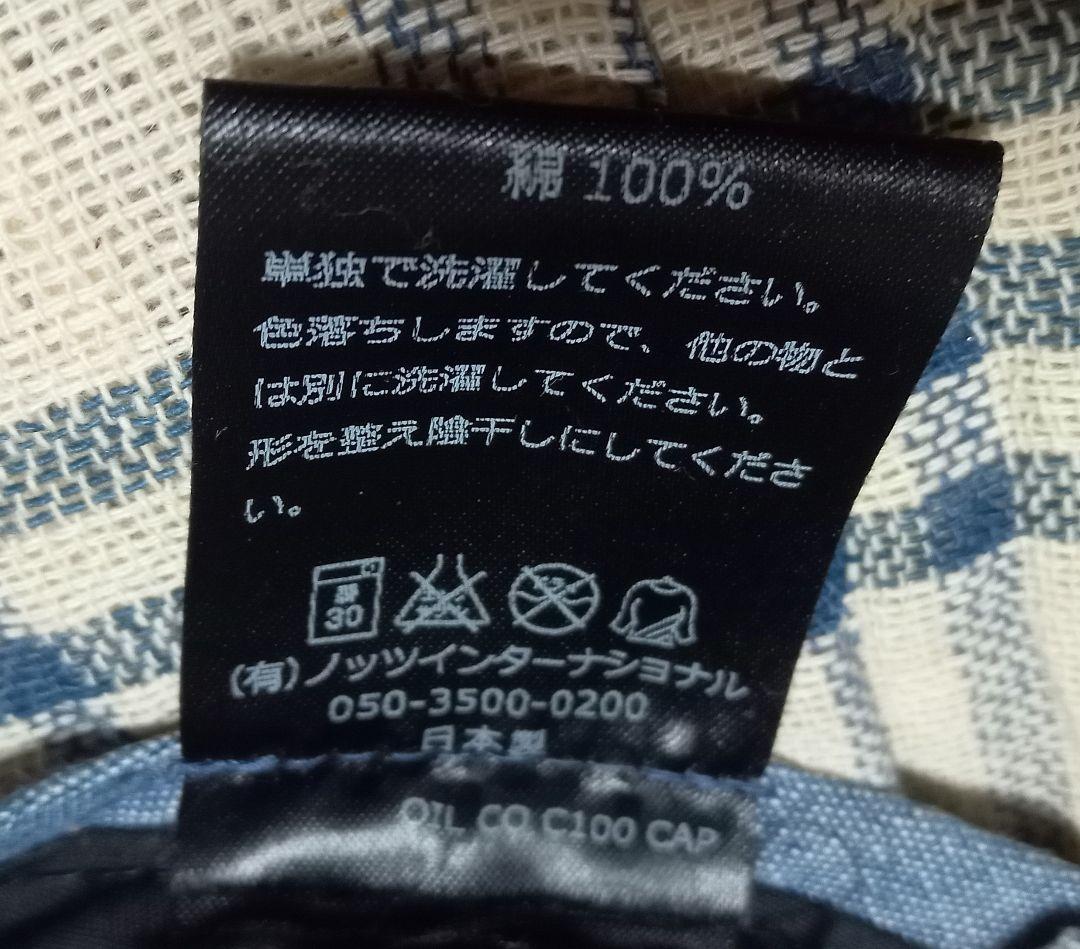 綿 100%
単独で洗濯してください。
色落ちしますので、他の物と
は別に洗濯してください。
形を整え陰干しにしてくださ
い。
弱
30
(有)ノッツインターナショナル
050-3500-0200
日本製
OIL CO C100 CAP